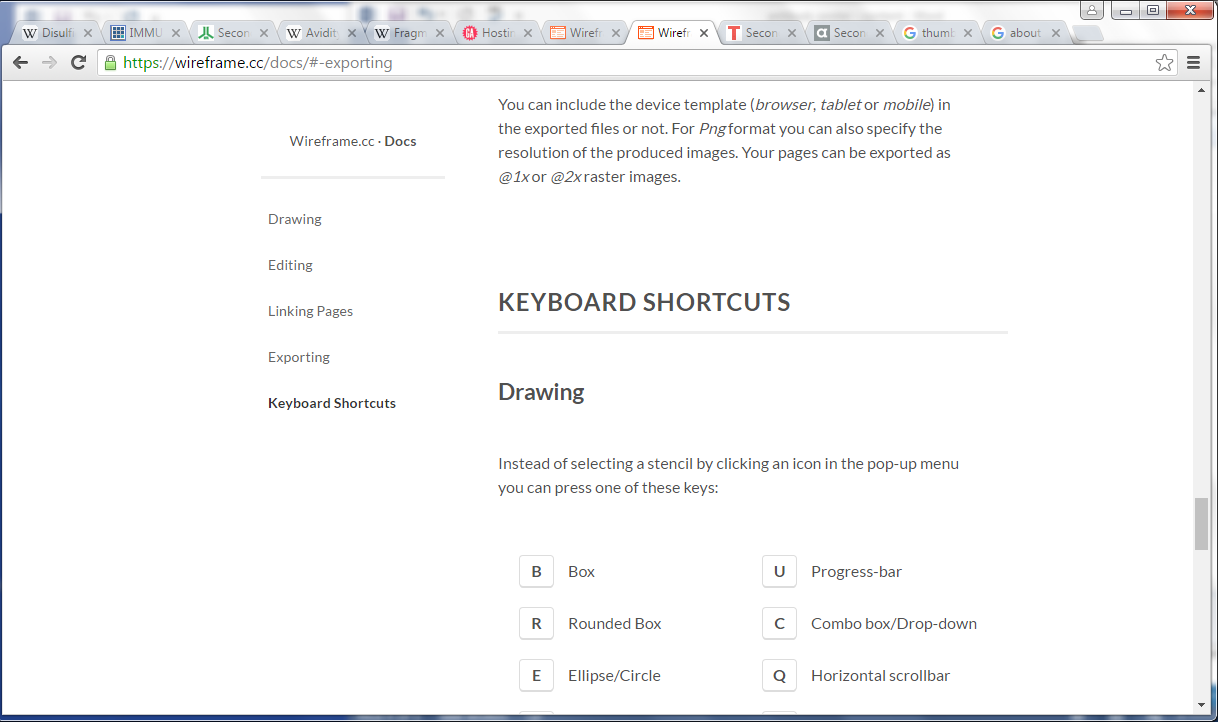 Disulf
IMMU
Secon
Avidit
Fragm
Hostin
Wirefr
Wirefr
Secon
Secon
thumb
about
https://wireframe.cc/docs/#-exporting
Wireframe.cc · Docs
Drawing
Editing
Linking Pages
Exporting
Keyboard Shortcuts
You can include the device template (browser, tablet or mobile) in
the exported files or not. For Png format you can also specify the
resolution of the produced images. Your pages can be exported as
@1x or @2x raster images.
KEYBOARD SHORTCUTS
Drawing
Instead of selecting a stencil by clicking an icon in the pop-up menu
you can press one of these keys:
B Box U Progress-bar
R Rounded Box C Combo box/Drop-down
E Ellipse/Circle Q Horizontal scrollbar